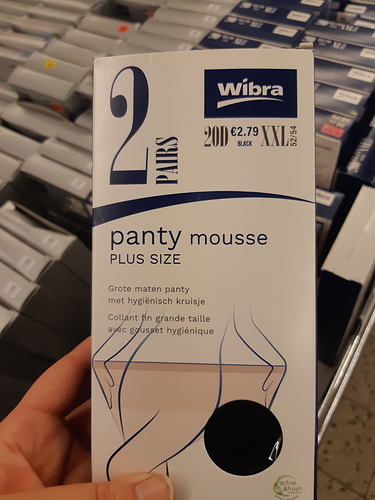 2 PAIRS
Wibra
20D €2.79 BLACK XXL 52/54
panty mousse
PLUS SIZE
Grote maten panty
met hygiënisch kruisje
Collant fin grande taille
avec gousset hygiénique
active
&fresh